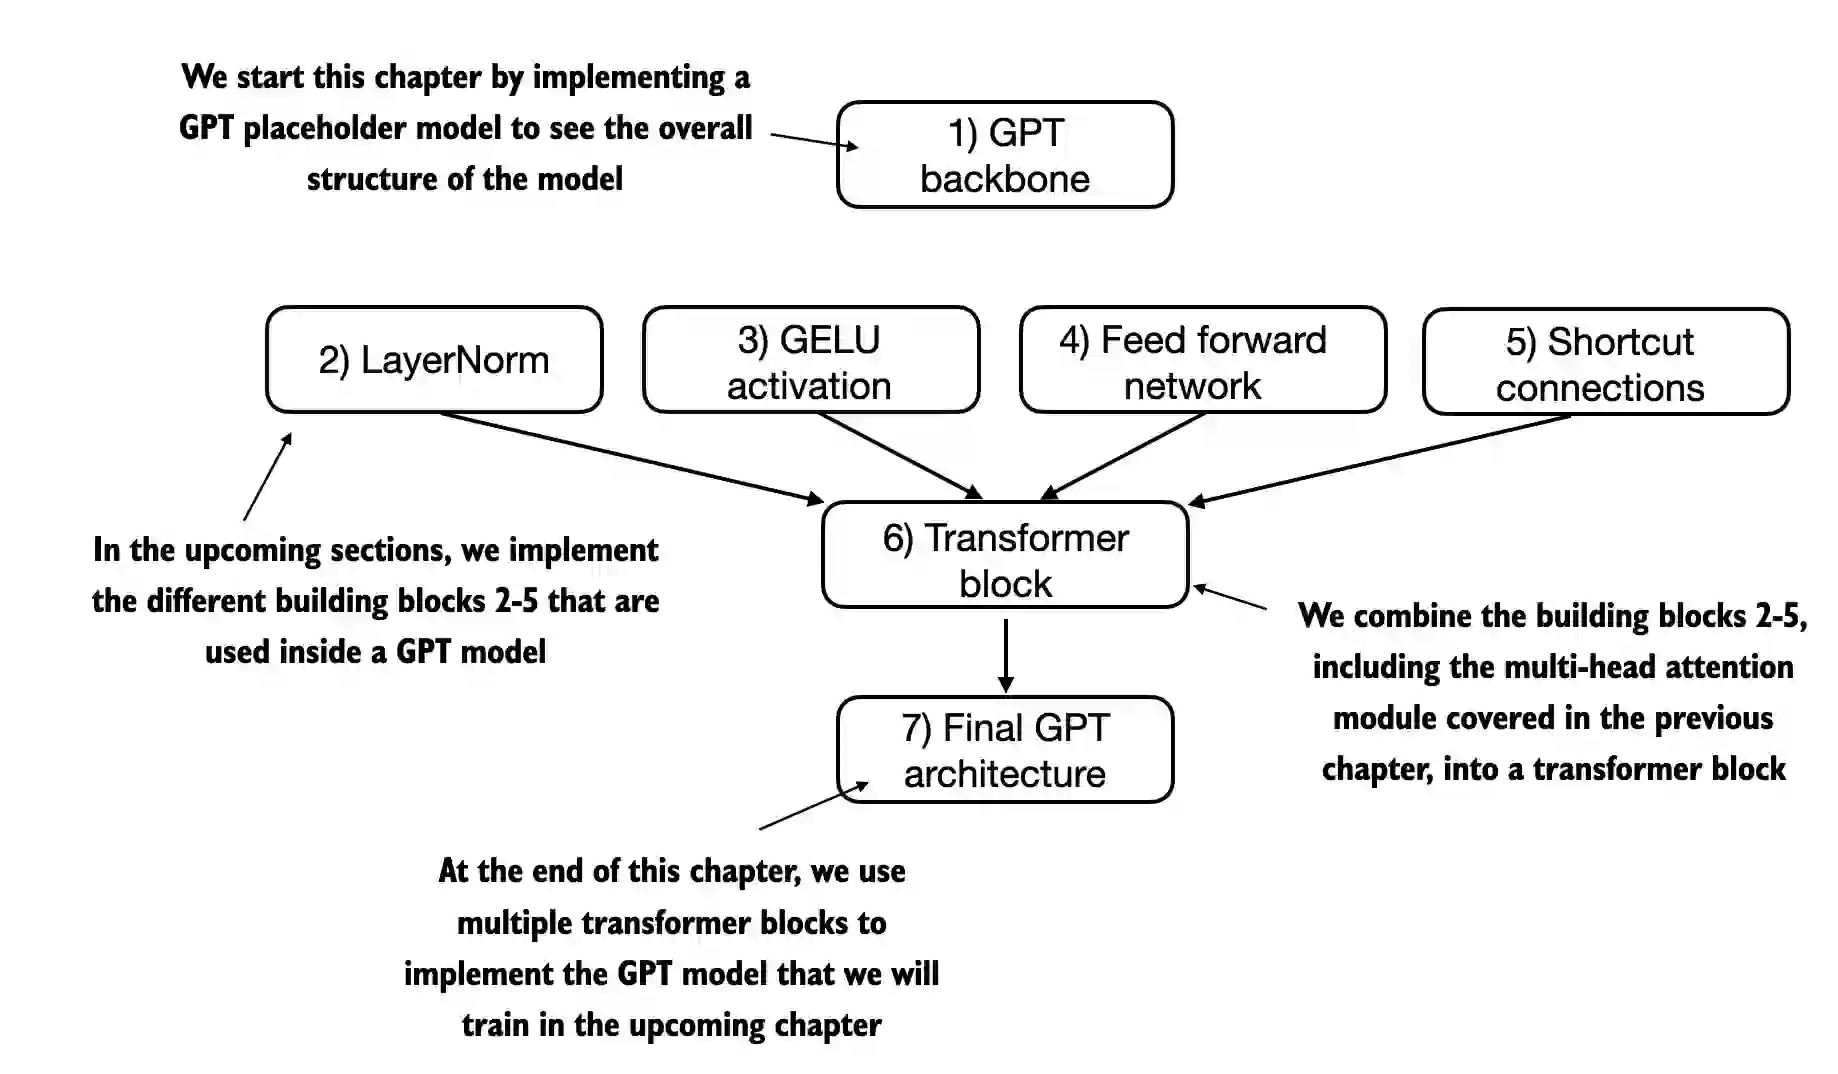 We start this chapter by implementing a
GPT placeholder model to see the overall
structure of the model
1) GPT
backbone
2) LayerNorm
3) GELU
activation
4) Feed forward
network
5) Shortcut
connections
In the upcoming sections, we implement
the different building blocks 2-5 that are
used inside a GPT model
6) Transformer
block
We combine the building blocks 2-5,
including the multi-head attention
module covered in the previous
chapter, into a transformer block
7) Final GPT
architecture
At the end of this chapter, we use
multiple transformer blocks to
implement the GPT model that we will
train in the upcoming chapter